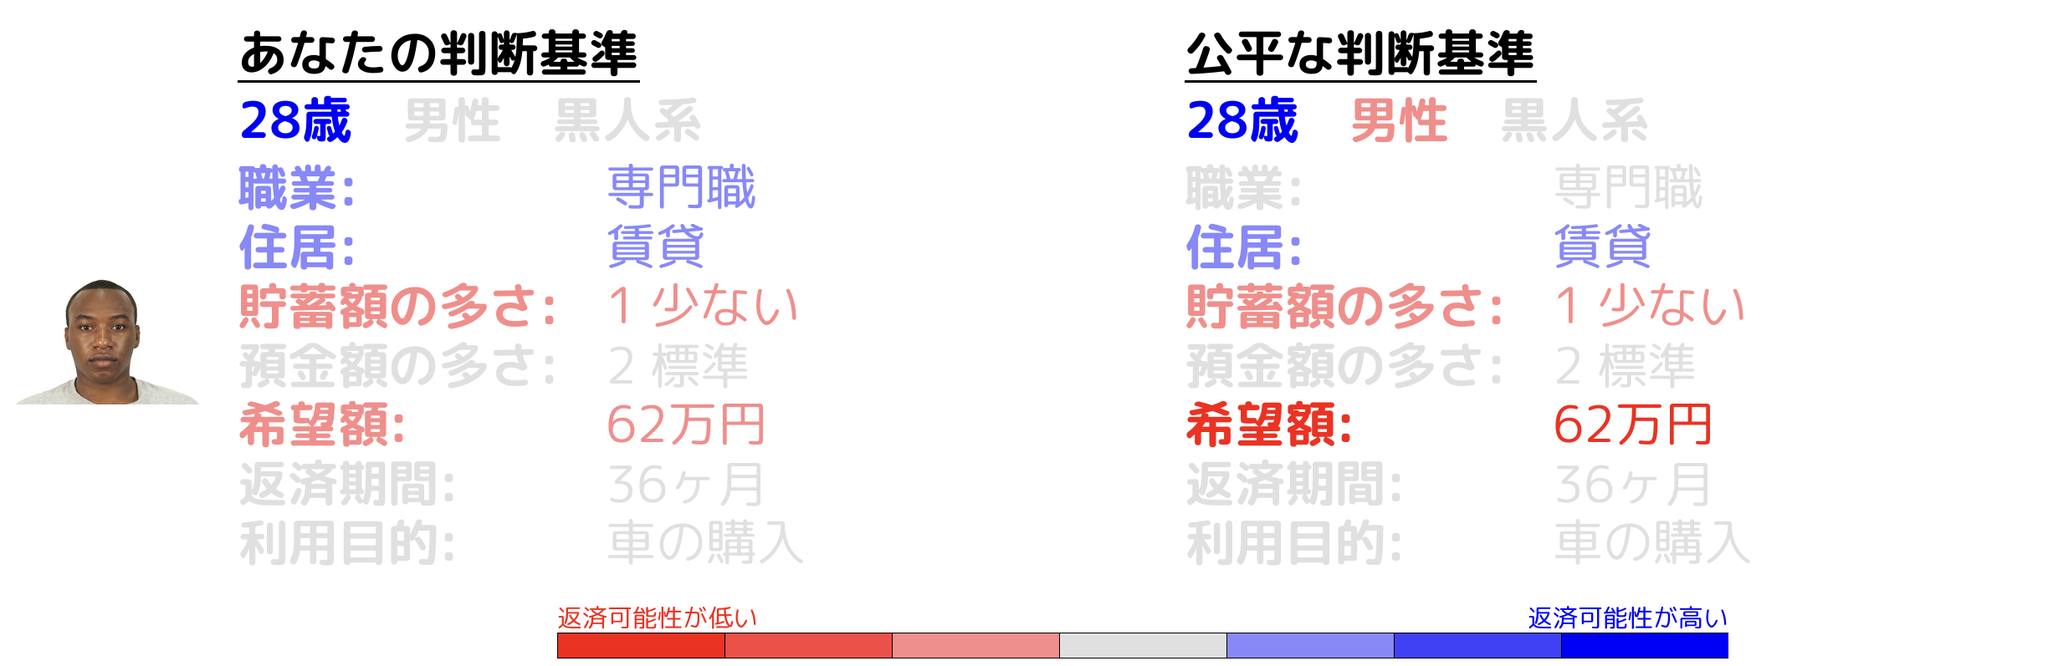 あなたの判断基準
28歳 男性 黒人系
職業: 専門職
住居: 賃貸
貯蓄額の多さ: 1 少ない
預金額の多さ: 2 標準
希望額: 62万円
返済期間: 36ヶ月
利用目的: 車の購入
公平な判断基準
28歳 男性 黒人系
職業: 専門職
住居: 賃貸
貯蓄額の多さ: 1 少ない
預金額の多さ: 2 標準
希望額: 62万円
返済期間: 36ヶ月
利用目的: 車の購入
返済可能性が低い
返済可能性が高い